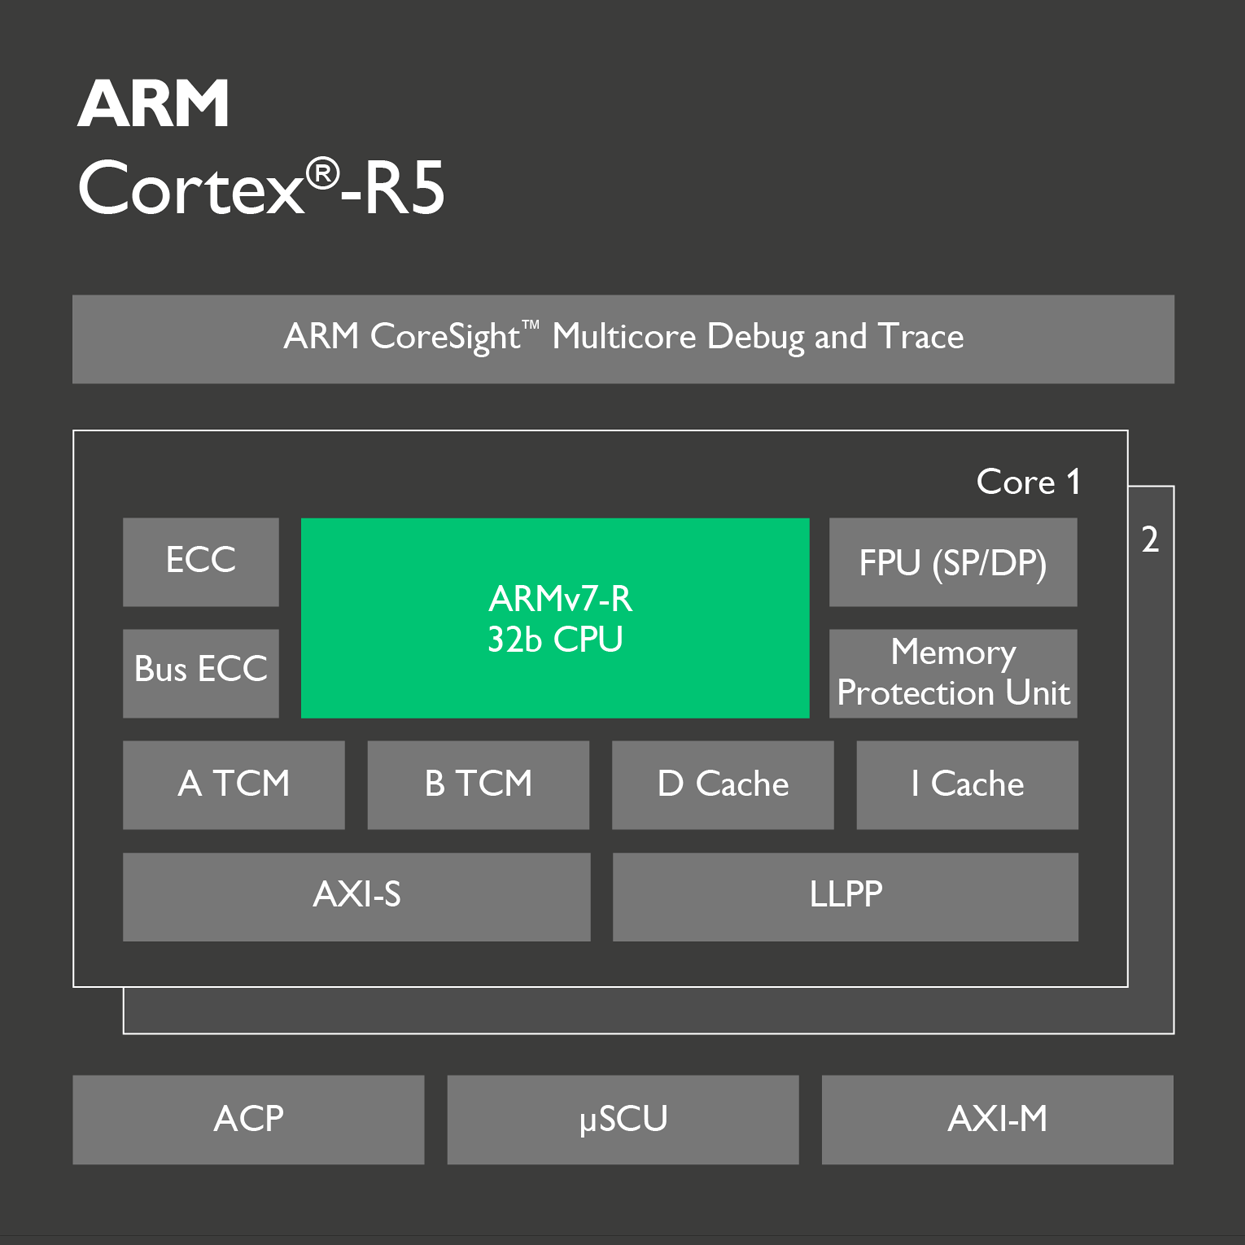 ARM
Cortex®-R5
ARM CoreSight™ Multicore Debug and Trace
Core 1
2
ECC
ARMv7-R
32b CPU
FPU (SP/DP)
Bus ECC
Memory
Protection Unit
A TCM
B TCM
D Cache
I Cache
AXI-S
LLPP
ACP
µSCU
AXI-M